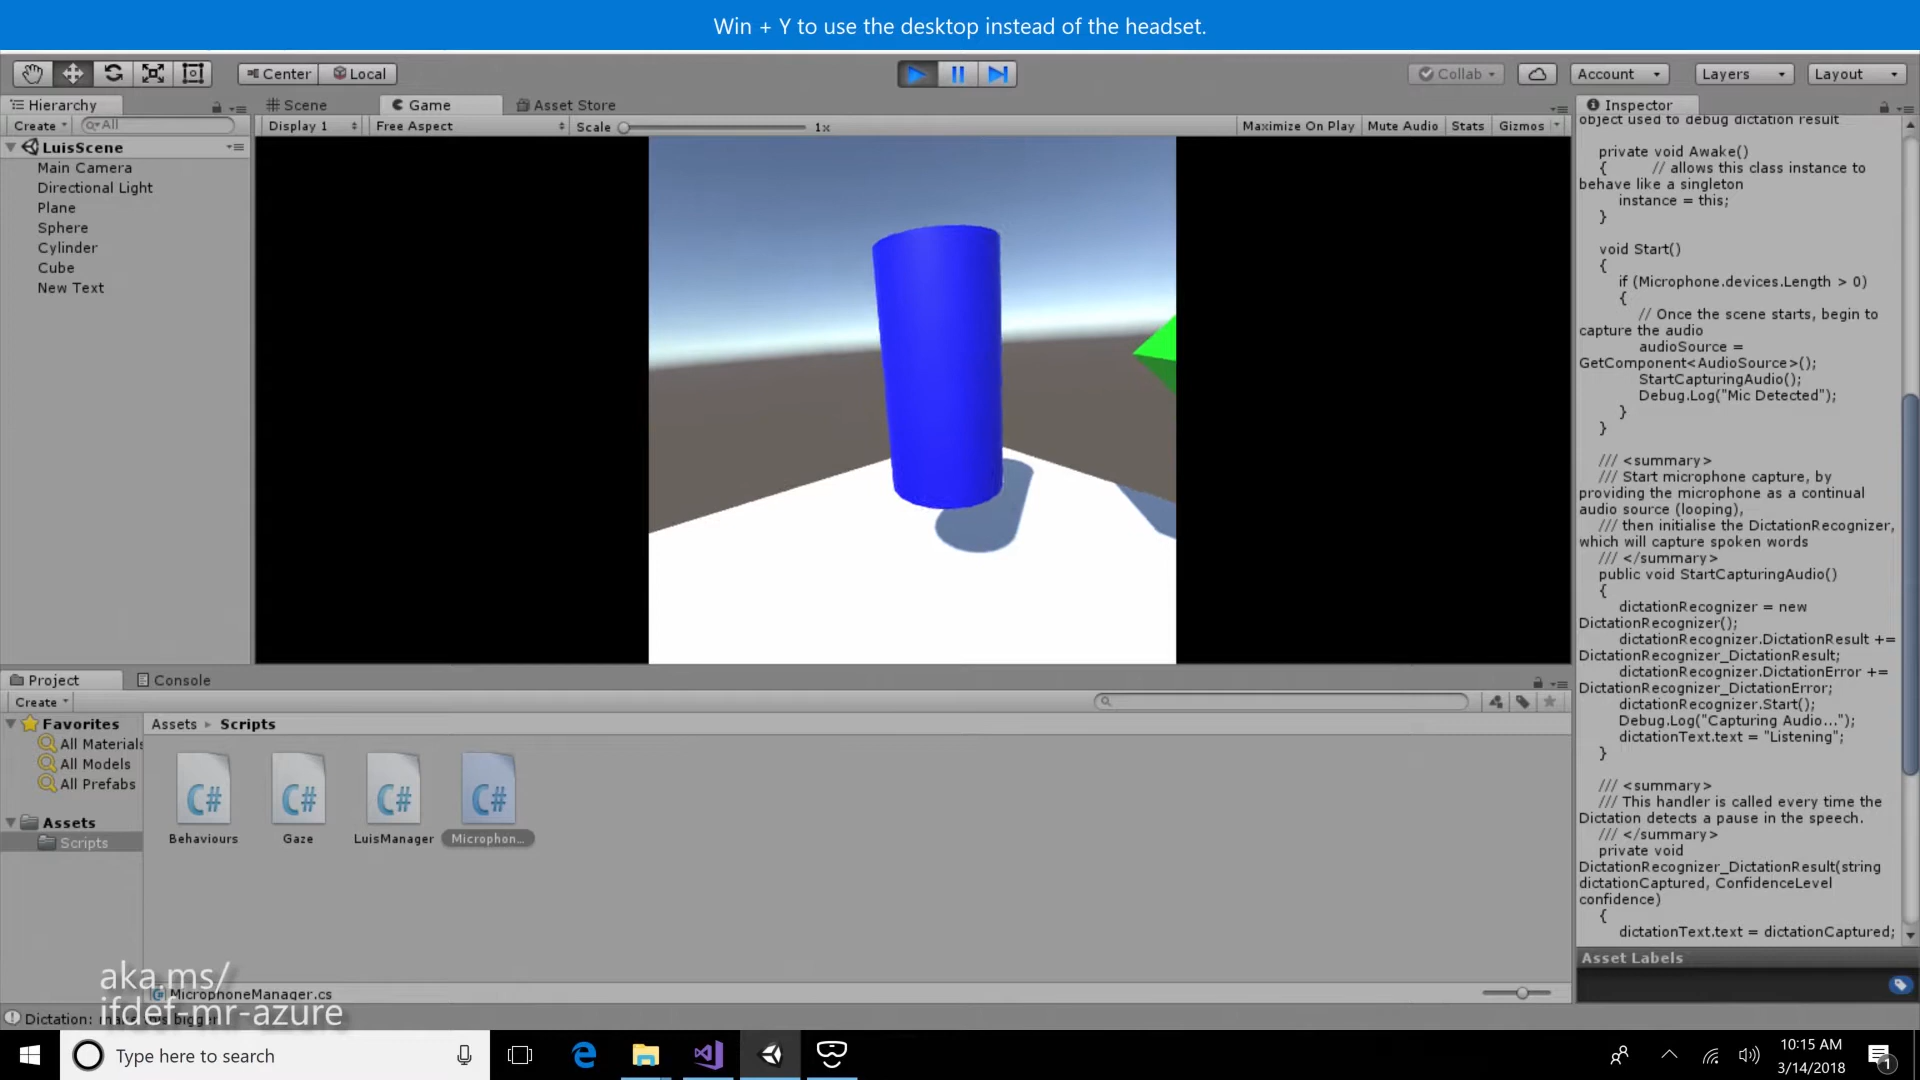 Win + Y to use the desktop instead of the headset.
Center Local Collab Account Layers Layout
Hierarchy Scene Game Asset Store Inspector
Create All Display 1 Free Aspect Scale 1x Maximize On Play Mute Audio Stats Gizmos
LuisScene
Main Camera
Directional Light
Plane
Sphere
Cylinder
Cube
New Text
object used to debug dictation result
private void Awake()
{ // allows this class instance to
behave like a singleton
instance = this;
}
void Start()
{
if (Microphone.devices.Length > 0)
{
// Once the scene starts, begin to
capture the audio
audioSource =
GetComponent<AudioSource>();
StartCapturingAudio();
Debug.Log("Mic Detected");
}
}
/// <summary>
/// Start microphone capture, by
providing the microphone as a continual
audio source (looping),
/// then initialise the DictationRecognizer,
which will capture spoken words
/// </summary>
public void StartCapturingAudio()
{
dictationRecognizer = new
DictationRecognizer();
dictationRecognizer.DictationResult +=
DictationRecognizer_DictationResult;
dictationRecognizer.DictationError +=
DictationRecognizer_DictationError;
dictationRecognizer.Start();
Debug.Log("Capturing Audio...");
dictationText.text = "Listening";
}
/// <summary>
/// This handler is called every time the
Dictation detects a pause in the speech.
/// </summary>
private void
DictationRecognizer_DictationResult(string
dictationCaptured, ConfidenceLevel
confidence)
{
dictationText.text = dictationCaptured;
Asset Labels
Project Console
Create
Favorites
All Materials
All Models
All Prefabs
Assets
Scripts
Assets Scripts
C# C# C# C#
Behaviours Gaze LuisManager Microphon...
MicrophoneManager.cs
aka.ms/
ifdef-mr-azure
Dictation: bigger
Type here to search
10:15 AM
3/14/2018
1